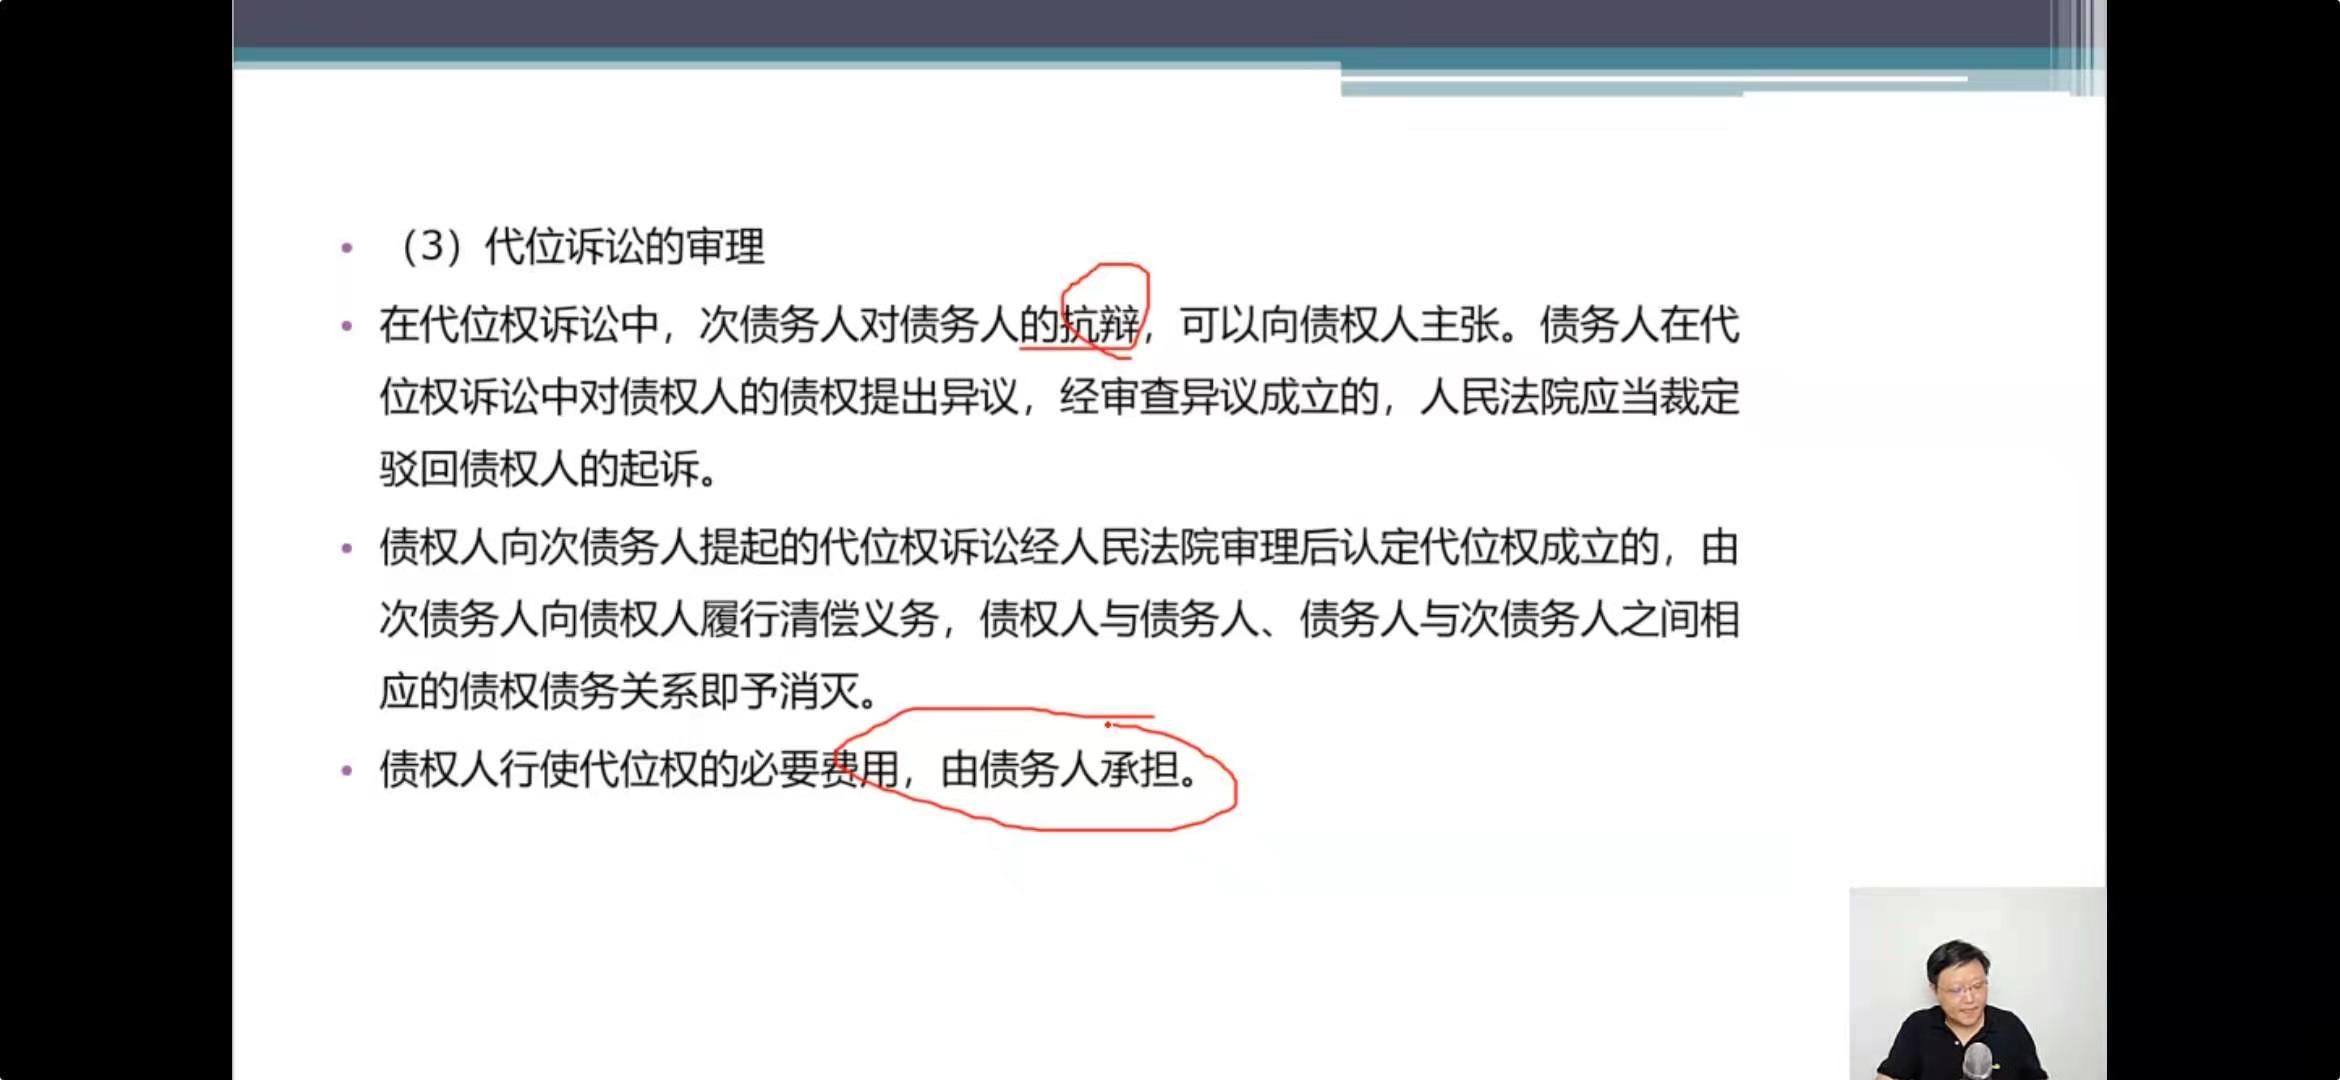 （3）代位诉讼的审理
在代位权诉讼中，次债务人对债务人的抗辩，可以向债权人主张。债务人在代
位权诉讼中对债权人的债权提出异议，经审查异议成立的，人民法院应当裁定
驳回债权人的起诉。
债权人向次债务人提起的代位权诉讼经人民法院审理后认定代位权成立的，由
次债务人向债权人履行清偿义务，债权人与债务人、债务人与次债务人之间相
应的债权债务关系即予消灭。
债权人行使代位权的必要费用，由债务人承担。